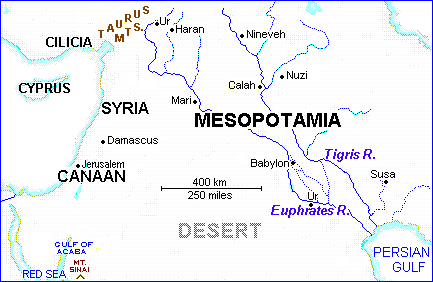 TAURUS
MTS.
Ur
Haran
CILICIA
Nineveh
CYPRUS
Calah
Nuzi
SYRIA
Mari
MESOPOTAMIA
Damascus
Jerusalem
CANAAN
Babylon
Tigris R.
Susa
400 km
250 miles
Ur
Euphrates R.
DESERT
GULF OF
ACABA
MT.
SINAI
RED SEA
PERSIAN
GULF